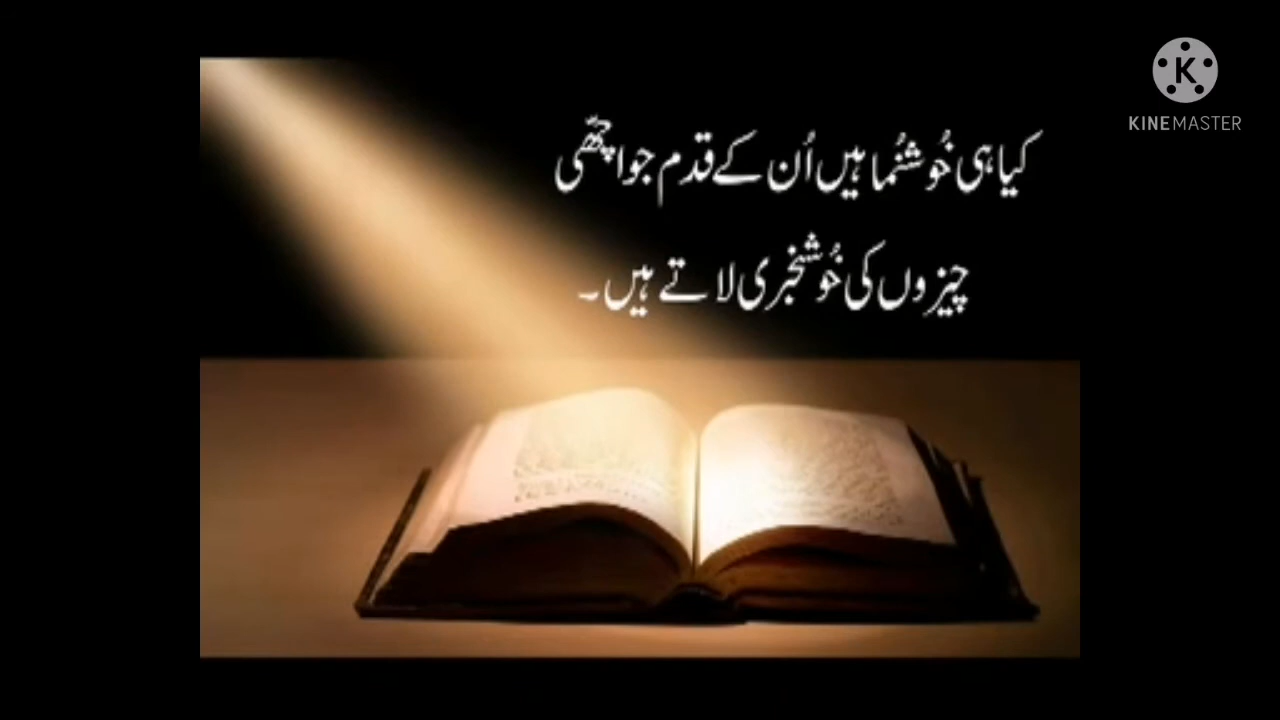 کیا ہی خُوشنُما ہیں اُن کے قدم جو اچھّی
چیزوں کی خُوشخبری لاتے ہیں۔
KINEMASTER